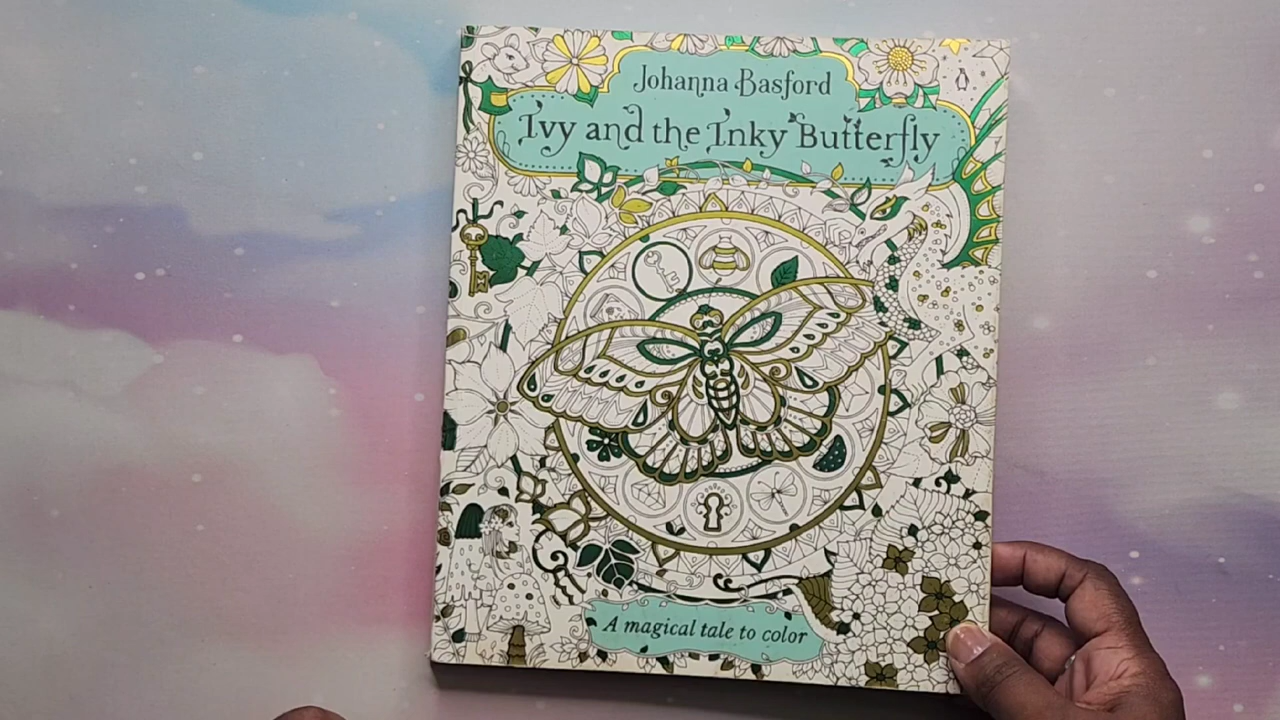 Johanna Basford
Ivy and the Inky Butterfly
A magical tale to color